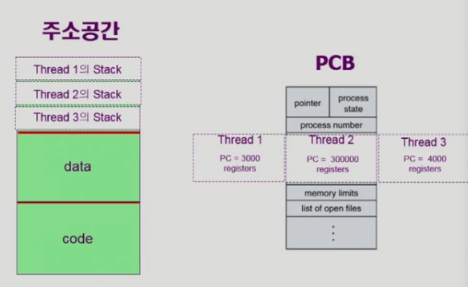 주소공간
Thread 1의 Stack
Thread 2의 Stack
Thread 3의 Stack
data
code
PCB
pointer
process state
process number
Thread 1
PC = 3000
registers
Thread 2
PC = 300000
registers
Thread 3
PC = 4000
registers
memory limits
list of open files